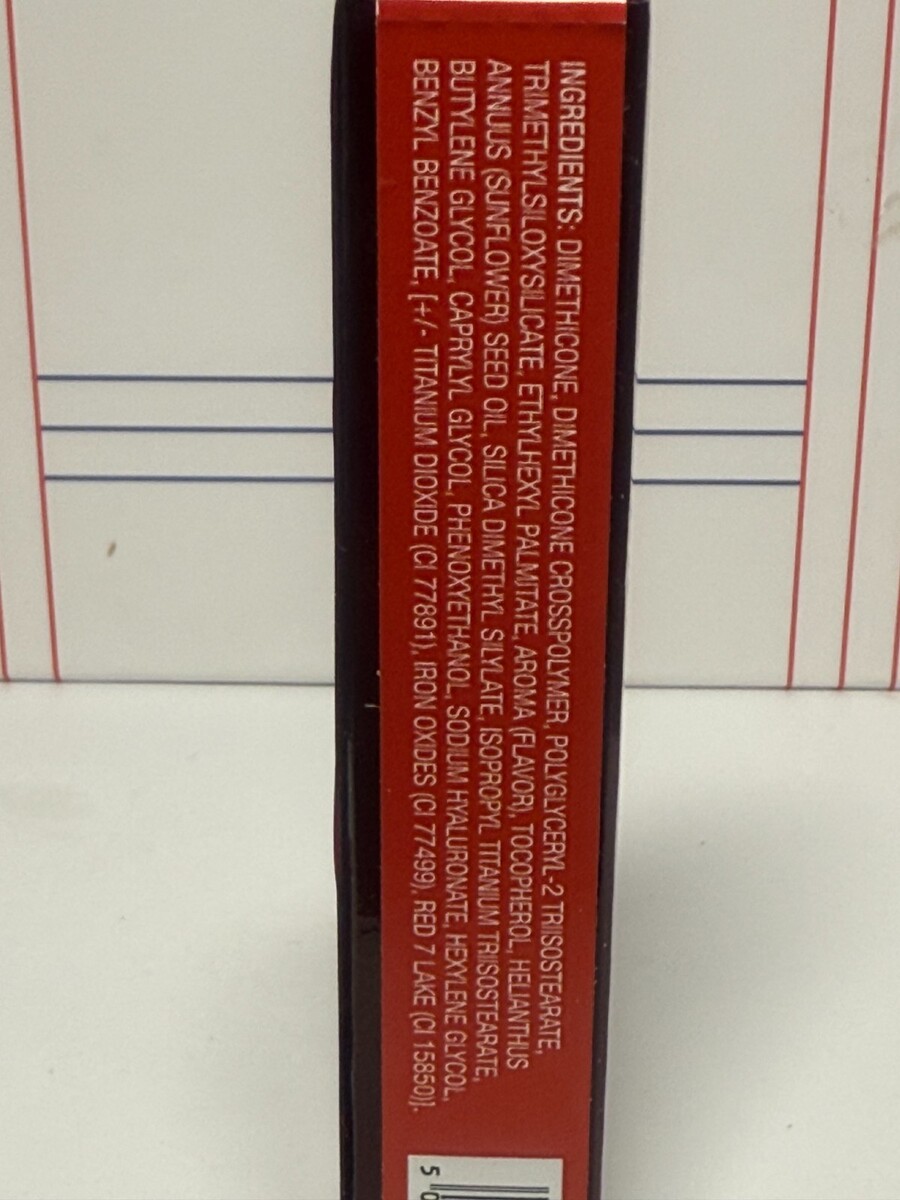 INGREDIENTS: DIMETHICONE, DIMETHICONE CROSSPOLYMER, POLYGLYCERYL-2 TRIISOSTEARATE,
TRIMETHYLSILOXYSILICATE, ETHYLHEXYL PALMITATE, AROMA (FLAVOR), TOCOPHEROL, HELIANTHUS
ANNUUS (SUNFLOWER) SEED OIL, SILICA DIMETHYL SILYLATE, ISOPROPYL TITANIUM TRIISOSTEARATE,
BUTYLENE GLYCOL, CAPRYLYL GLYCOL, PHENOXYETHANOL, SODIUM HYALURONATE, HEXYLENE GLYCOL,
BENZYL BENZOATE, [+/- TITANIUM DIOXIDE (CI 77891), IRON OXIDES (CI 77499), RED 7 LAKE (CI 15850)].
5